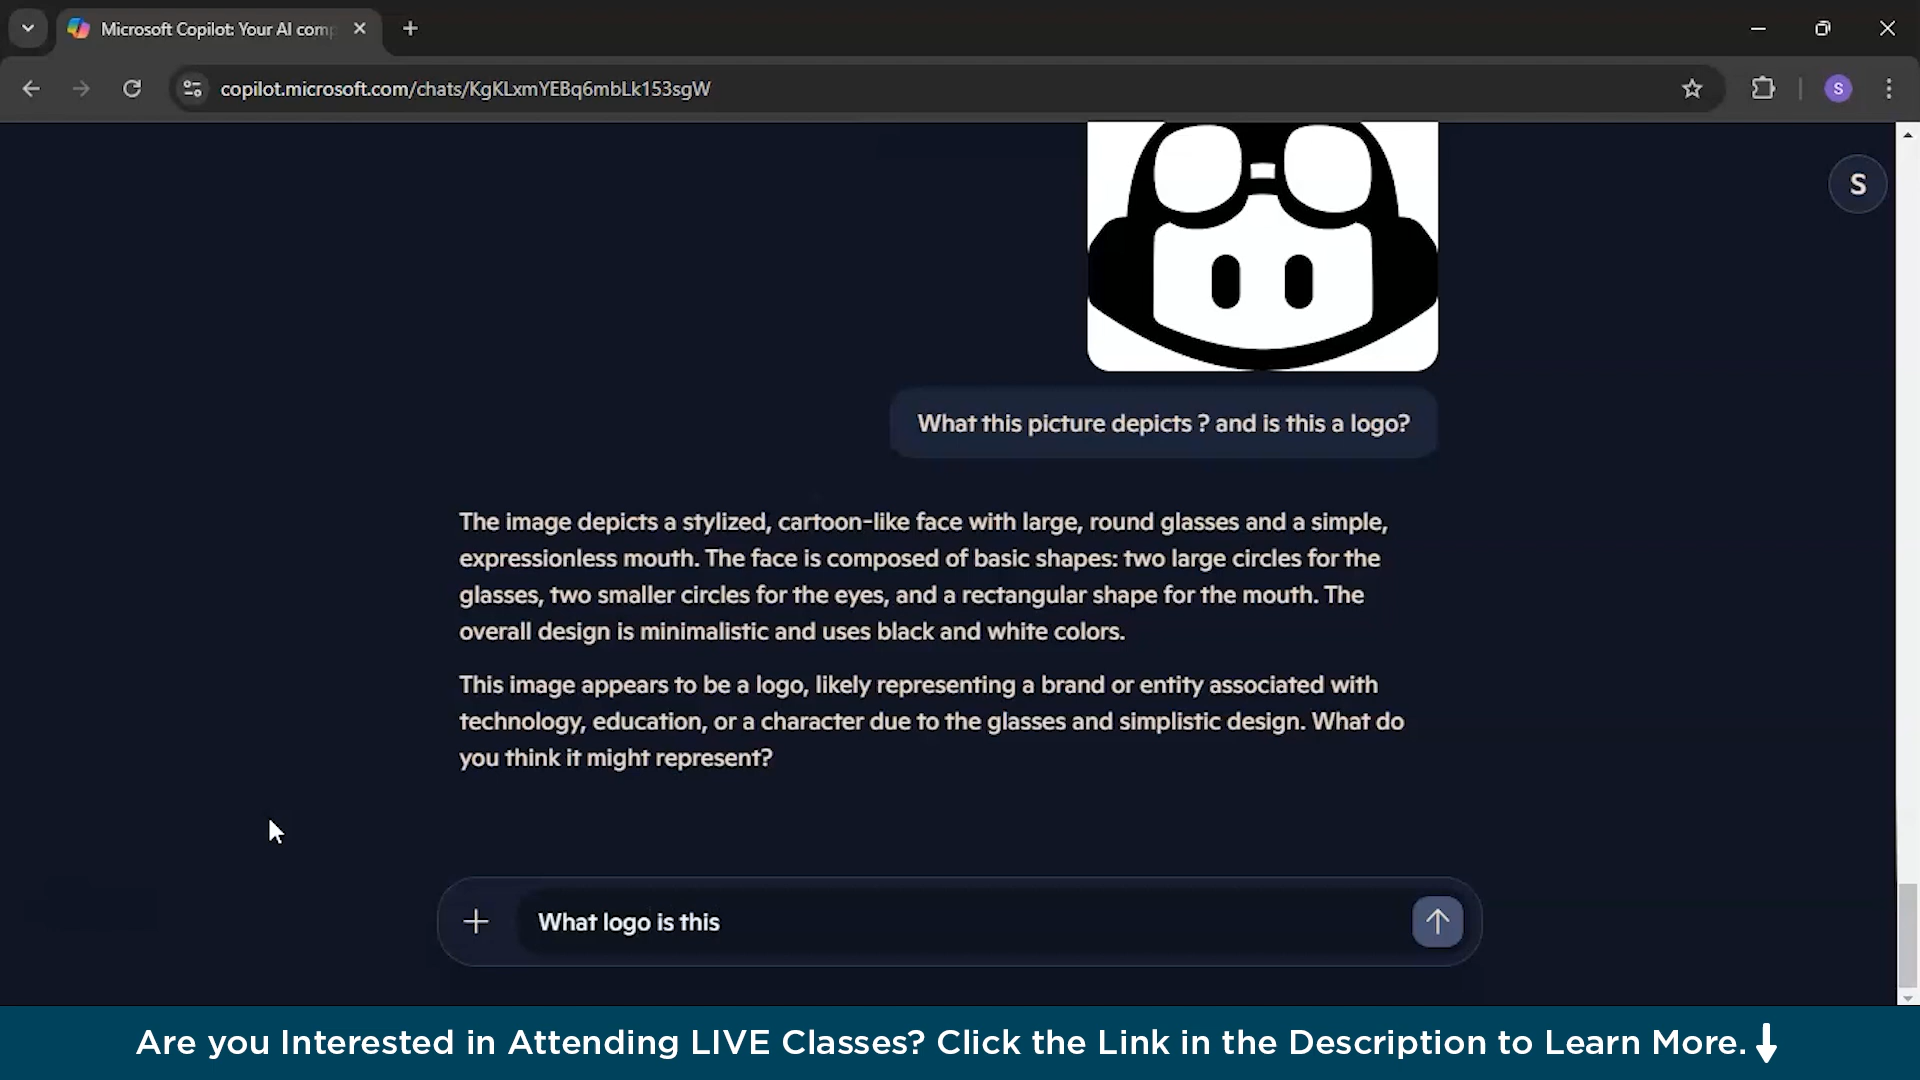 Microsoft Copilot: Your AI comp
copilot.microsoft.com/chats/KgKLxmYEBq6mbLk153sgW
S
S
What this picture depicts ? and is this a logo?
The image depicts a stylized, cartoon-like face with large, round glasses and a simple,
expressionless mouth. The face is composed of basic shapes: two large circles for the
glasses, two smaller circles for the eyes, and a rectangular shape for the mouth. The
overall design is minimalistic and uses black and white colors.
This image appears to be a logo, likely representing a brand or entity associated with
technology, education, or a character due to the glasses and simplistic design. What do
you think it might represent?
What logo is this
Are you Interested in Attending LIVE Classes? Click the Link in the Description to Learn More.